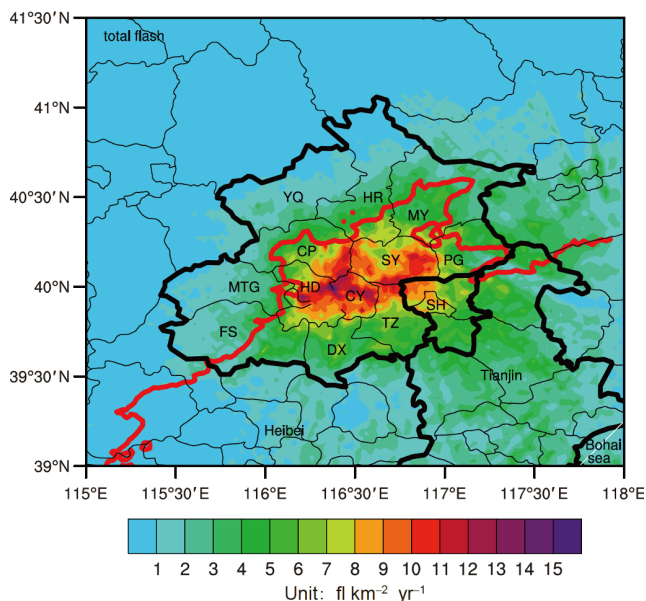 41°30′N
total flash
41°N
40°30′N
YQ
HR
MY
CP
SY
PG
40°N
MTG
HD
CY
SH
FS
TZ
DX
39°30′N
Tianjin
Heibei
Bohai
sea
39°N
115°E 115°30′E 116°E 116°30′E 117°E 117°30′E 118°E
1 2 3 4 5 6 7 8 9 10 11 12 13 14 15
Unit: fl km⁻² yr⁻¹